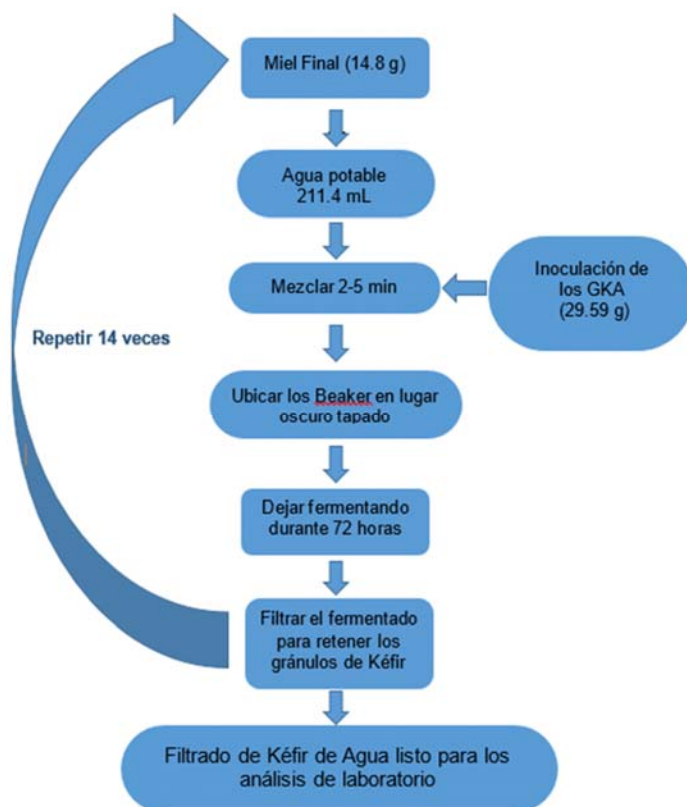 Miel Final (14.8 g)
Agua potable
211.4 mL
Mezclar 2-5 min
Inoculación de
los GKA
(29.59 g)
Repetir 14 veces
Ubicar los Beaker en lugar
oscuro tapado
Dejar fermentando
durante 72 horas
Filtrar el fermentado
para retener los
gránulos de Kéfir
Filtrado de Kéfir de Agua listo para los
análisis de laboratorio